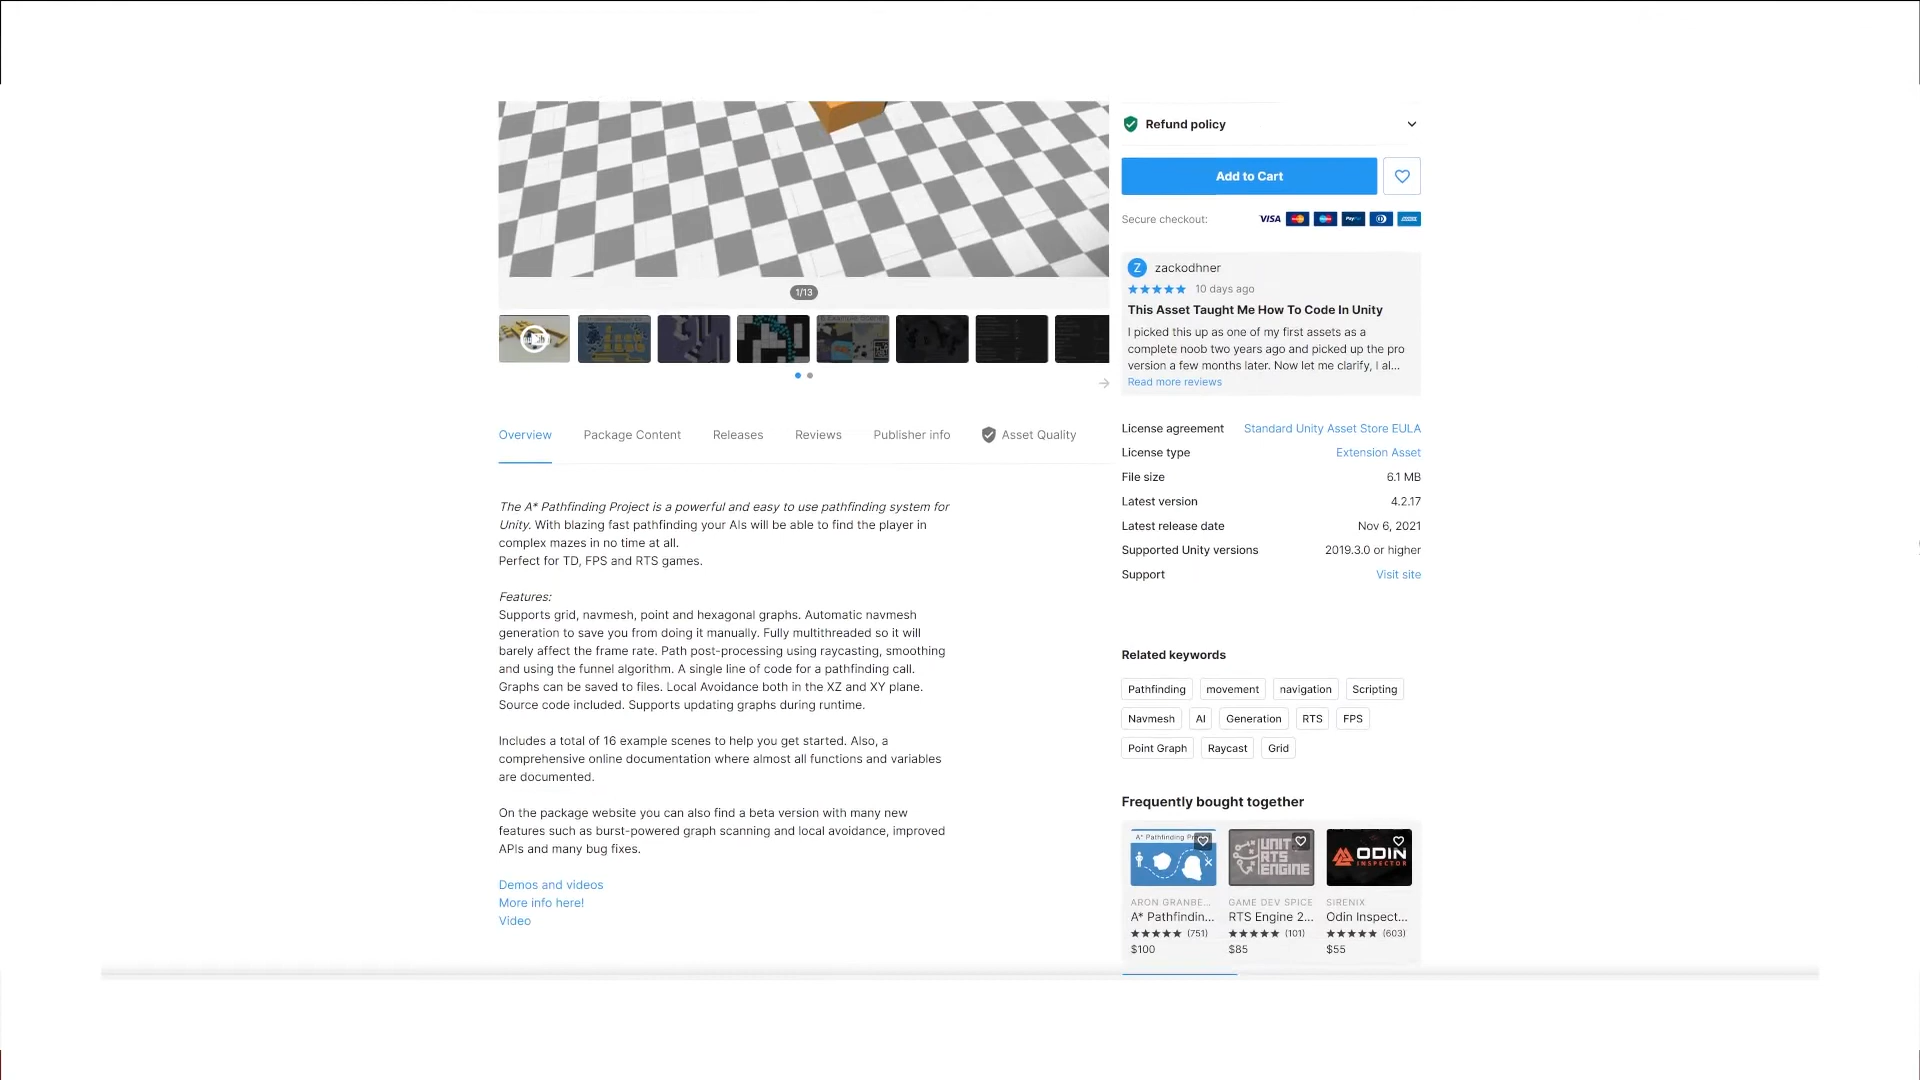 Refund policy
Add to Cart
Secure checkout:
VISA
1/13
Z zackodhner
10 days ago
This Asset Taught Me How To Code In Unity
I picked this up as one of my first assets as a
complete noob two years ago and picked up the pro
version a few months later. Now let me clarify, I al...
Read more reviews
Overview Package Content Releases Reviews Publisher info Asset Quality
The A* Pathfinding Project is a powerful and easy to use pathfinding system for
Unity. With blazing fast pathfinding your AIs will be able to find the player in
complex mazes in no time at all.
Perfect for TD, FPS and RTS games.
Features:
Supports grid, navmesh, point and hexagonal graphs. Automatic navmesh
generation to save you from doing it manually. Fully multithreaded so it will
barely affect the frame rate. Path post-processing using raycasting, smoothing
and using the funnel algorithm. A single line of code for a pathfinding call.
Graphs can be saved to files. Local Avoidance both in the XZ and XY plane.
Source code included. Supports updating graphs during runtime.
Includes a total of 16 example scenes to help you get started. Also, a
comprehensive online documentation where almost all functions and variables
are documented.
On the package website you can also find a beta version with many new
features such as burst-powered graph scanning and local avoidance, improved
APIs and many bug fixes.
Demos and videos
More info here!
Video
License agreement Standard Unity Asset Store EULA
License type Extension Asset
File size 6.1 MB
Latest version 4.2.17
Latest release date Nov 6, 2021
Supported Unity versions 2019.3.0 or higher
Support Visit site
Related keywords
Pathfinding movement navigation Scripting
Navmesh AI Generation RTS FPS
Point Graph Raycast Grid
Frequently bought together
A* Pathfinding
UNIT
RTS
ENGINE
ODIN
INSPECTOR
ARON GRANBE... GAME DEV SPICE SIRENIX
A* Pathfindin... RTS Engine 2... Odin Inspect...
(751) (101) (603)
$100 $85 $55